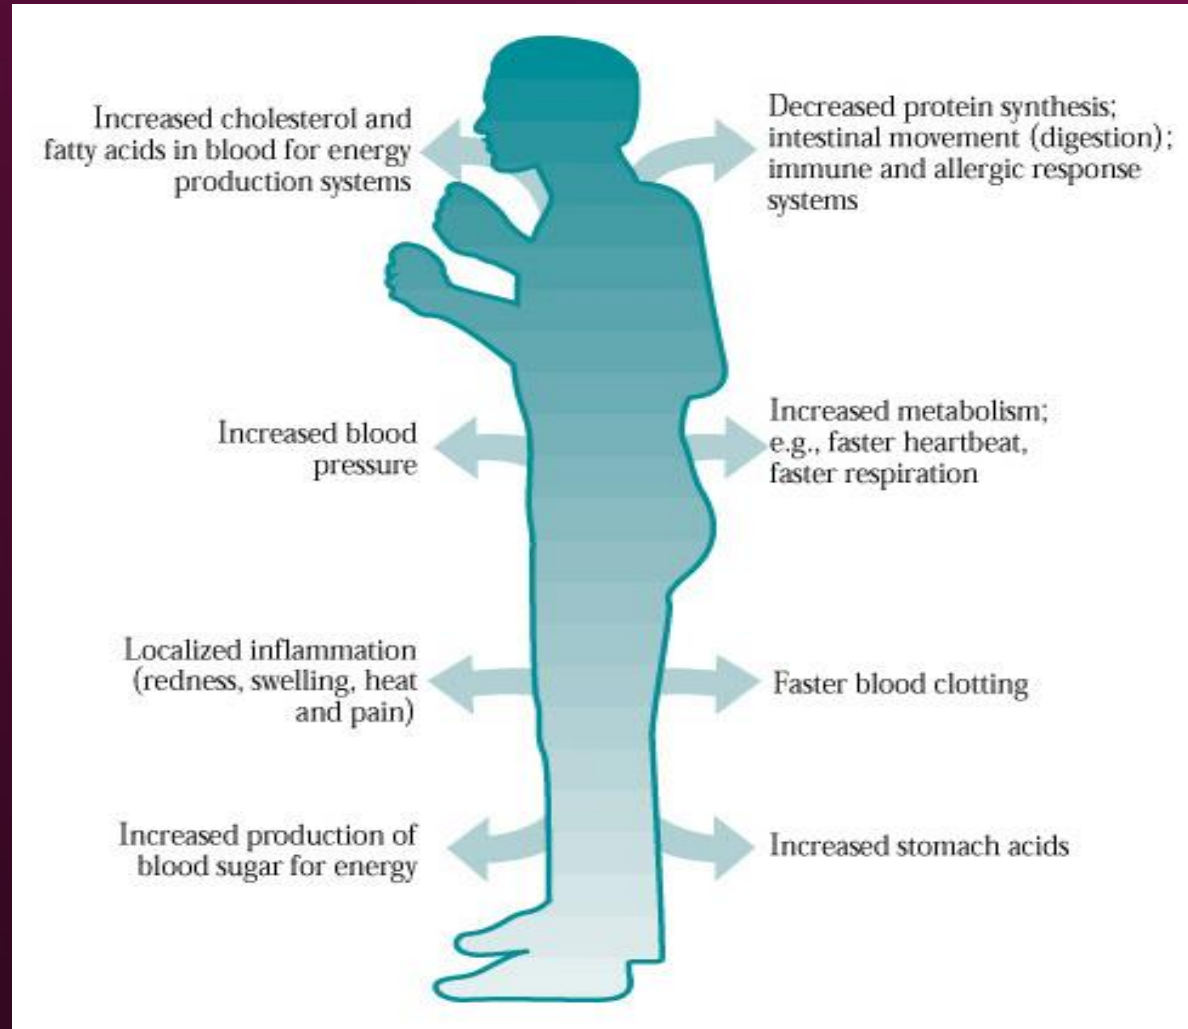 Increased cholesterol and
fatty acids in blood for energy
production systems
Decreased protein synthesis;
intestinal movement (digestion);
immune and allergic response
systems
Increased blood
pressure
Increased metabolism;
e.g., faster heartbeat,
faster respiration
Localized inflammation
(redness, swelling, heat
and pain)
Faster blood clotting
Increased production of
blood sugar for energy
Increased stomach acids